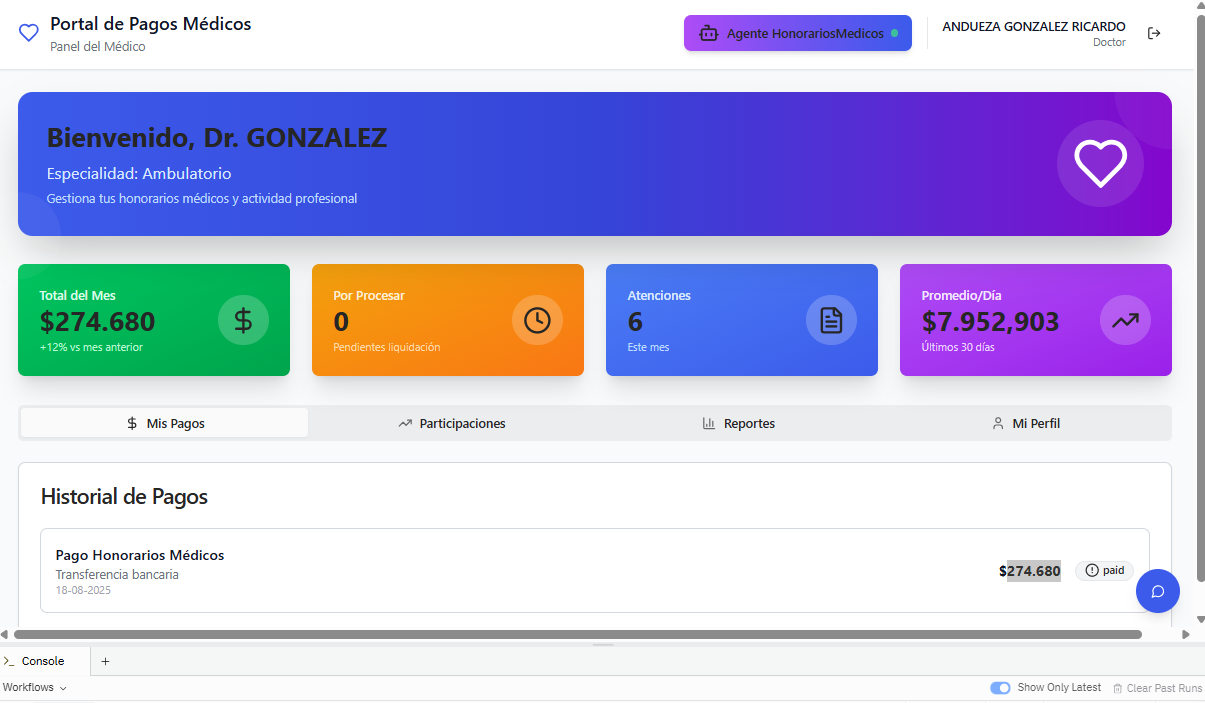 Portal de Pagos Médicos
Panel del Médico
Agente HonorariosMedicos
ANDUEZA GONZALEZ RICARDO
Doctor
Bienvenido, Dr. GONZALEZ
Especialidad: Ambulatorio
Gestiona tus honorarios médicos y actividad profesional
Total del Mes
$274.680
+12% vs mes anterior
Por Procesar
0
Pendientes liquidación
Atenciones
6
Este mes
Promedio/Día
$7.952,903
Últimos 30 días
Mis Pagos
Participaciones
Reportes
Mi Perfil
Historial de Pagos
Pago Honorarios Médicos
Transferencia bancaria
18-08-2025
$274.680
paid
Console
Workflows
Show Only Latest
Clear Past Runs